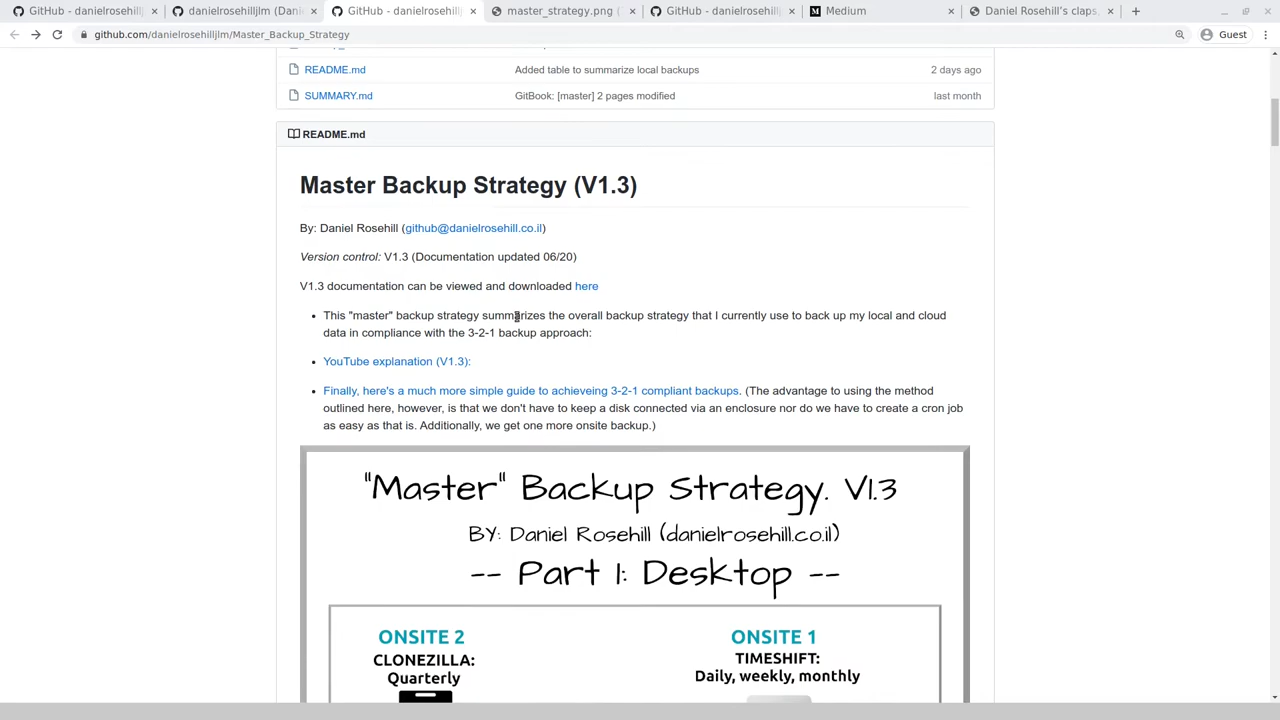 GitHub - danielrosehillj
danielrosehilljlm (Dani
GitHub - danielrosehillj
master_strategy.png (
GitHub - danielrosehillj
Medium
Daniel Rosehill's claps,
github.com/danielrosehilljlm/Master_Backup_Strategy
Guest
README.md Added table to summarize local backups 2 days ago
SUMMARY.md GitBook: [master] 2 pages modified last month
README.md
Master Backup Strategy (V1.3)
By: Daniel Rosehill (github@danielrosehill.co.il)
Version control: V1.3 (Documentation updated 06/20)
V1.3 documentation can be viewed and downloaded here
• This "master" backup strategy summarizes the overall backup strategy that I currently use to back up my local and cloud
data in compliance with the 3-2-1 backup approach:
• YouTube explanation (V1.3):
• Finally, here's a much more simple guide to achieveing 3-2-1 compliant backups. (The advantage to using the method
outlined here, however, is that we don't have to keep a disk connected via an enclosure nor do we have to create a cron job
as easy as that is. Additionally, we get one more onsite backup.)
"Master" Backup Strategy. V1.3
BY: Daniel Rosehill (danielrosehill.co.il)
-- Part 1: Desktop --
ONSITE 2
CLONEZILLA:
Quarterly
ONSITE 1
TIMESHIFT:
Daily, weekly, monthly